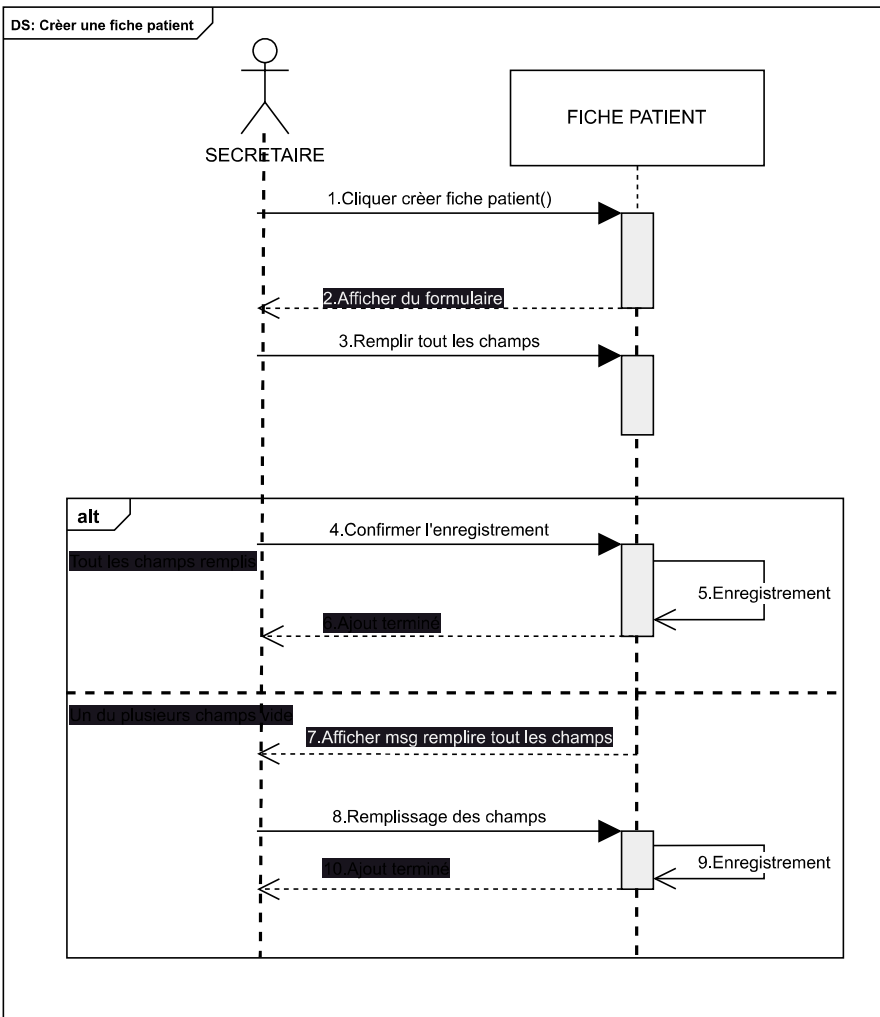 DS: Crèer une fiche patient
FICHE PATIENT
SECRETAIRE
1.Cliquer crèer fiche patient()
2.Afficher du formulaire
3.Remplir tout les champs
alt
4.Confirmer l'enregistrement
Tout les champs remplis
5.Enregistrement
6.Ajout terminé
Un du plusieurs champs vide
7.Afficher msg remplire tout les champs
8.Remplissage des champs
9.Enregistrement
10.Ajout terminé